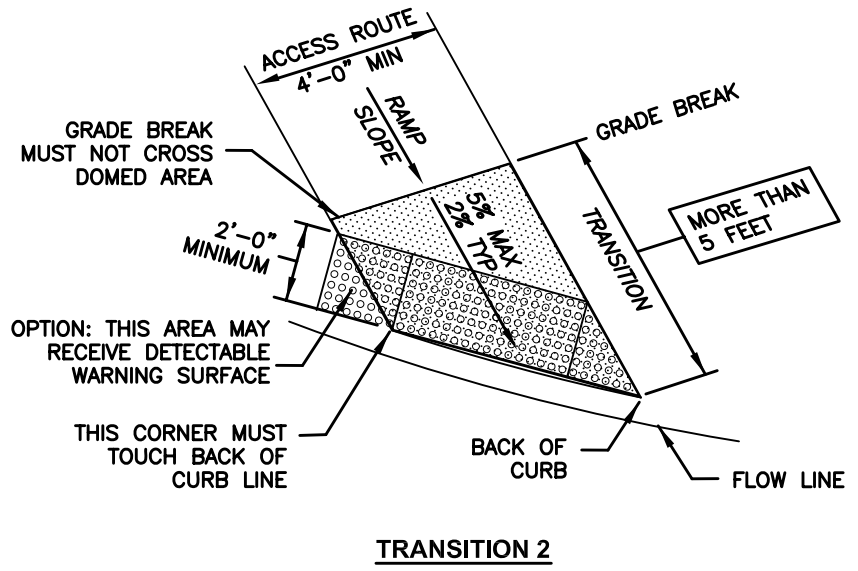 ACCESS ROUTE
4'-0" MIN
RAMP
SLOPE
GRADE BREAK
GRADE BREAK
MUST NOT CROSS
DOMED AREA
5% MAX
2% TYP
TRANSITION
MORE THAN
5 FEET
2'-0"
MINIMUM
OPTION: THIS AREA MAY
RECEIVE DETECTABLE
WARNING SURFACE
THIS CORNER MUST
TOUCH BACK OF
CURB LINE
BACK OF
CURB
FLOW LINE
TRANSITION 2